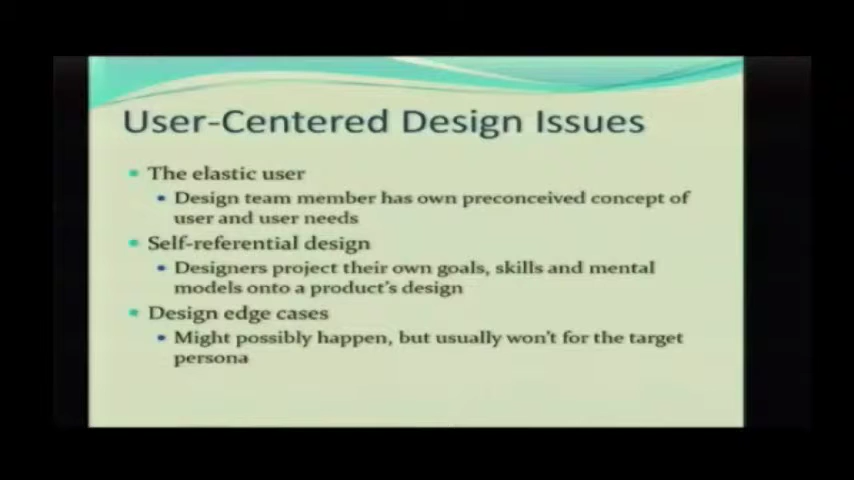 User-Centered Design Issues
The elastic user
Design team member has own preconceived concept of
user and user needs
Self-referential design
Designers project their own goals, skills and mental
models onto a product's design
Design edge cases
Might possibly happen, but usually won't for the target
persona